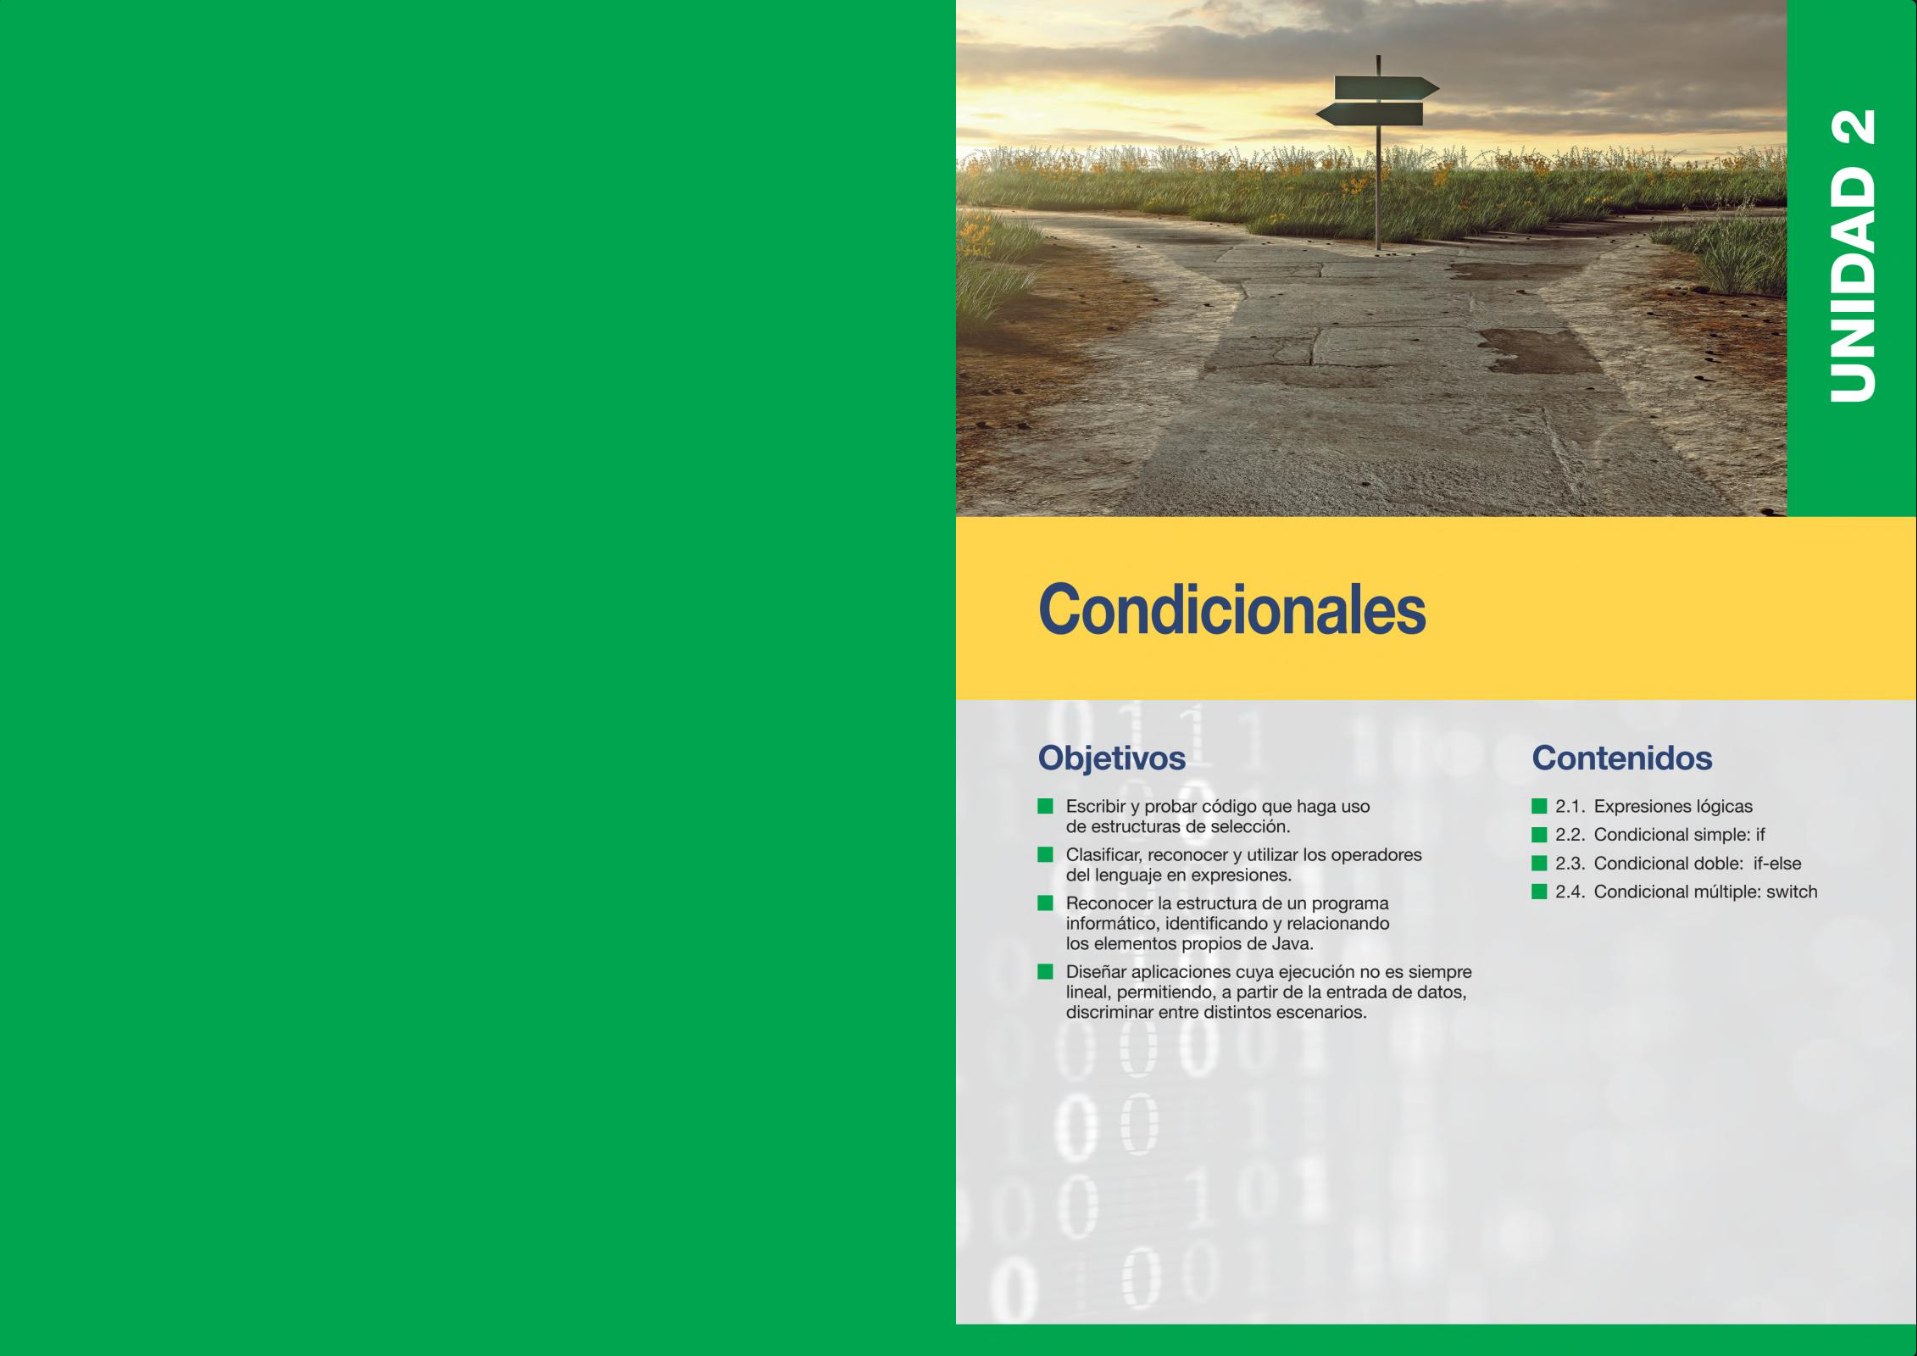 UNIDAD 2
Condicionales
Objetivos
Escribir y probar código que haga uso
de estructuras de selección.
Clasificar, reconocer y utilizar los operadores
del lenguaje en expresiones.
Reconocer la estructura de un programa
informático, identificando y relacionando
los elementos propios de Java.
Diseñar aplicaciones cuya ejecución no es siempre
lineal, permitiendo, a partir de la entrada de datos,
discriminar entre distintos escenarios.
Contenidos
2.1. Expresiones lógicas
2.2. Condicional simple: if
2.3. Condicional doble: if-else
2.4. Condicional múltiple: switch